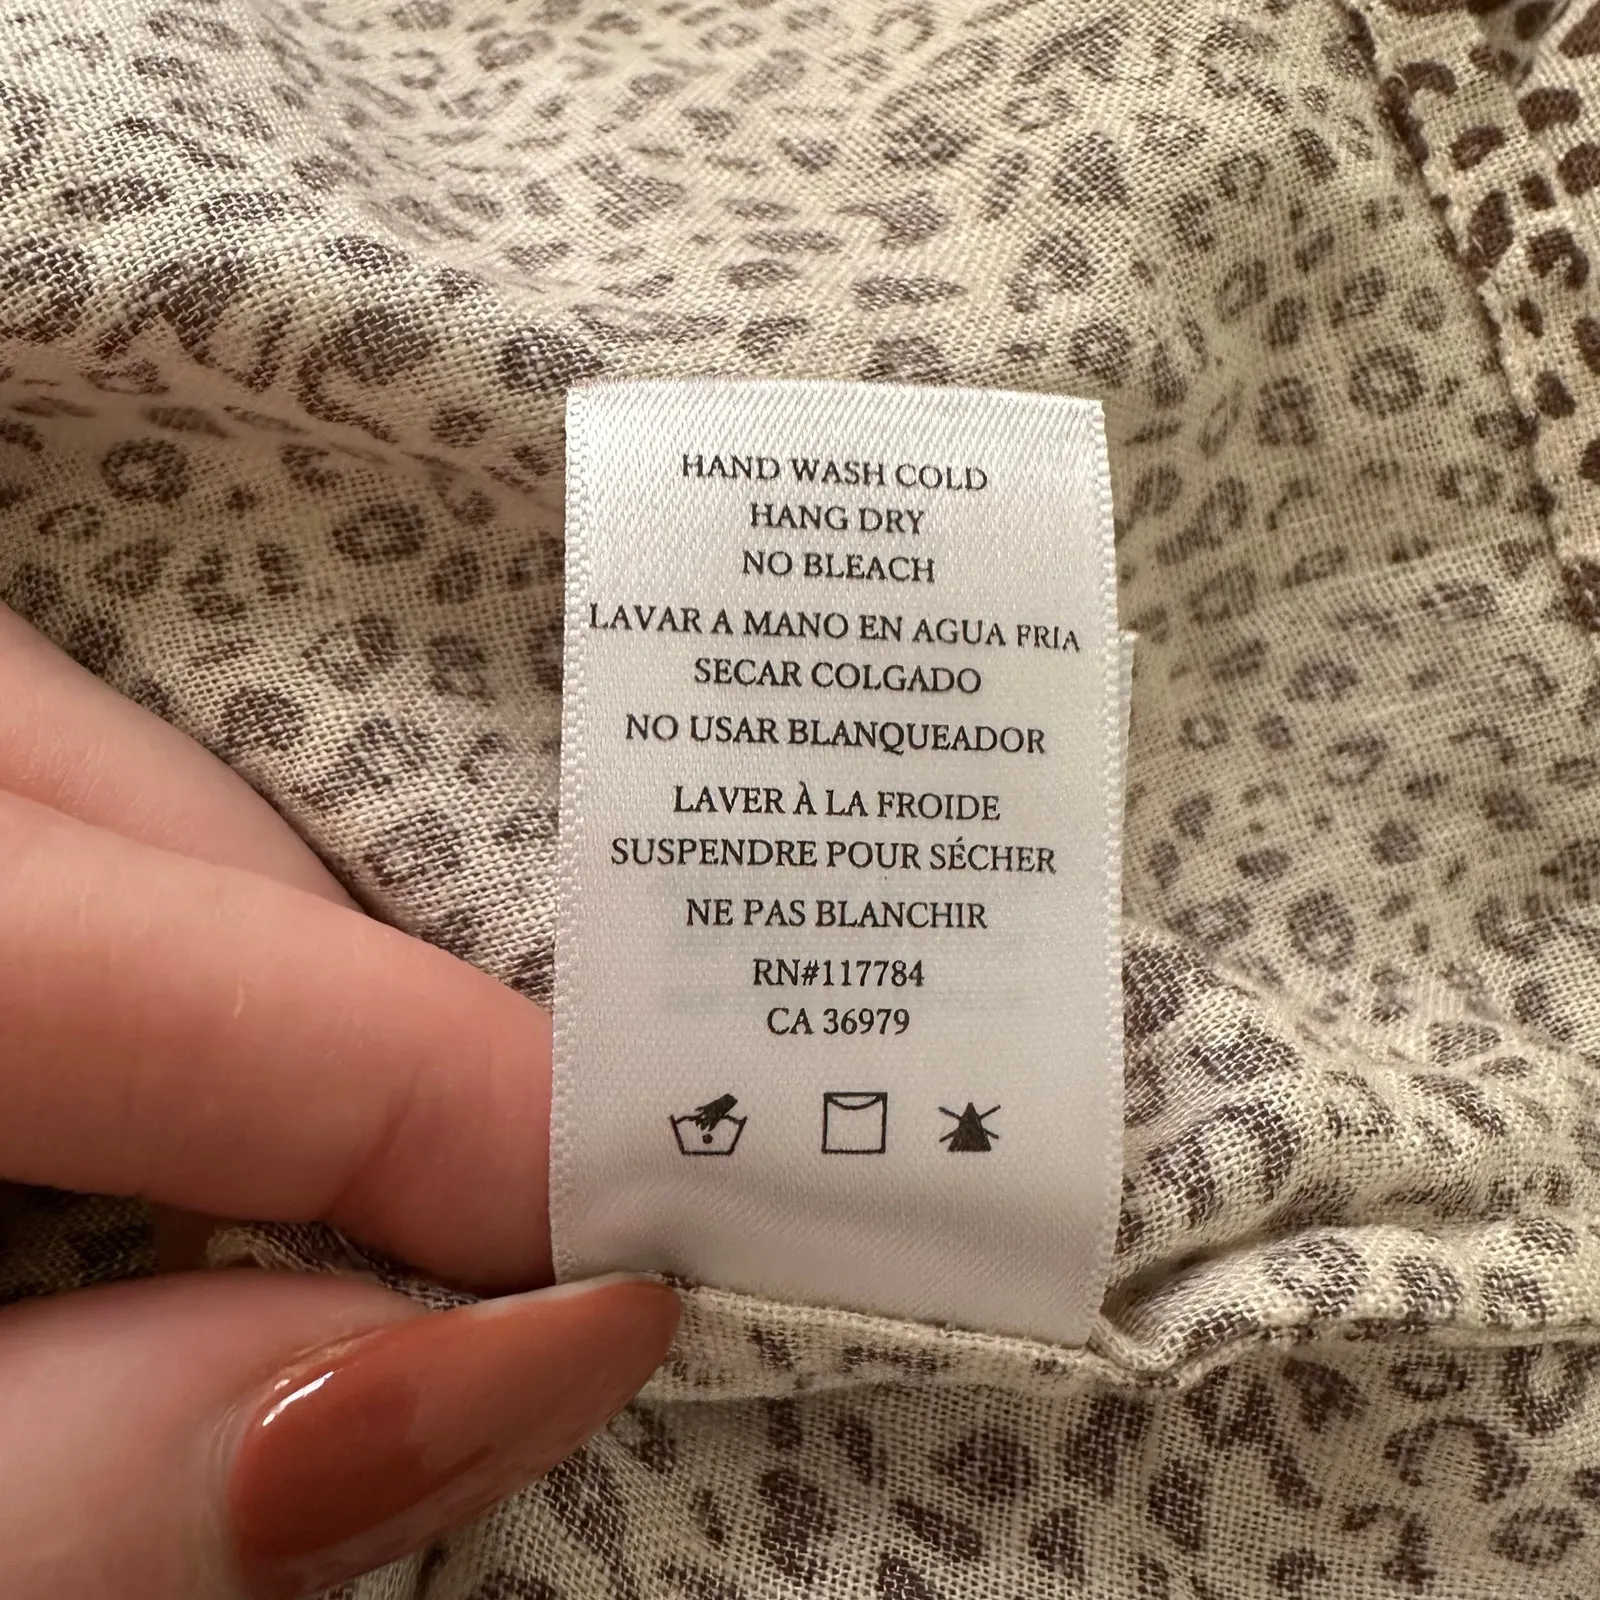 HAND WASH COLD
HANG DRY
NO BLEACH
LAVAR A MANO EN AGUA FRIA
SECAR COLGADO
NO USAR BLANQUEADOR
LAVER À LA FROIDE
SUSPENDRE POUR SÉCHER
NE PAS BLANCHIR
RN#117784
CA 36979